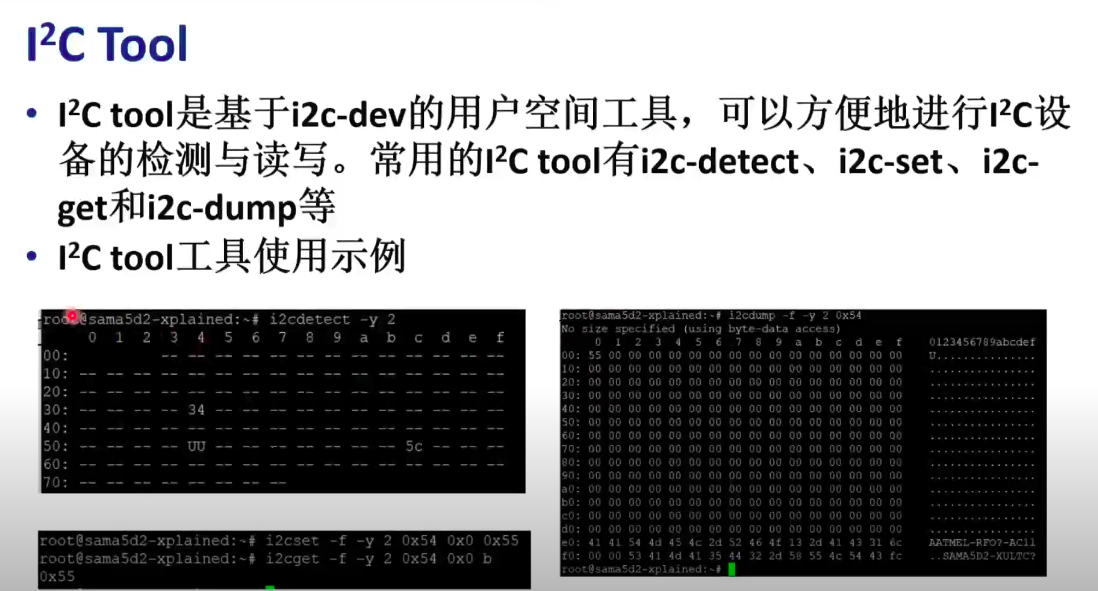 I²C Tool
• I²C tool是基于i2c-dev的用户空间工具，可以方便地进行I²C设
备的检测与读写。常用的I²C tool有i2c-detect、i2c-set、i2c-
get和i2c-dump等
• I²C tool工具使用示例
root@sama5d2-xplained:~# i2cdetect -y 2
0 1 2 3 4 5 6 7 8 9 a b c d e f
00: -- -- -- -- -- -- -- -- -- -- -- -- --
10: -- -- -- -- -- -- -- -- -- -- -- -- -- -- -- --
20: -- -- -- -- -- -- -- -- -- -- -- -- -- -- -- --
30: -- -- -- -- 34 -- -- -- -- -- -- -- -- -- -- --
40: -- -- -- -- -- -- -- -- -- -- -- -- -- -- -- --
50: -- -- -- -- UU -- -- -- -- -- -- -- 5c -- -- --
60: -- -- -- -- -- -- -- -- -- -- -- -- -- -- -- --
70: -- -- -- -- -- -- -- --
root@sama5d2-xplained:~# i2cset -f -y 2 0x54 0x0 0x55
root@sama5d2-xplained:~# i2cget -f -y 2 0x54 0x0 b
0x55
root@sama5d2-xplained:~# i2cdump -f -y 2 0x54
No size specified (using byte-data access)
0 1 2 3 4 5 6 7 8 9 a b c d e f 0123456789abcdef
00: 55 00 00 00 00 00 00 00 00 00 00 00 00 00 00 00 U...............
10: 00 00 00 00 00 00 00 00 00 00 00 00 00 00 00 00 ................
20: 00 00 00 00 00 00 00 00 00 00 00 00 00 00 00 00 ................
30: 00 00 00 00 00 00 00 00 00 00 00 00 00 00 00 00 ................
40: 00 00 00 00 00 00 00 00 00 00 00 00 00 00 00 00 ................
50: 00 00 00 00 00 00 00 00 00 00 00 00 00 00 00 00 ................
60: 00 00 00 00 00 00 00 00 00 00 00 00 00 00 00 00 ................
70: 00 00 00 00 00 00 00 00 00 00 00 00 00 00 00 00 ................
80: 00 00 00 00 00 00 00 00 00 00 00 00 00 00 00 00 ................
90: 00 00 00 00 00 00 00 00 00 00 00 00 00 00 00 00 ................
a0: 00 00 00 00 00 00 00 00 00 00 00 00 00 00 00 00 ................
b0: 00 00 00 00 00 00 00 00 00 00 00 00 00 00 00 00 ................
c0: 00 00 00 00 00 00 00 00 00 00 00 00 00 00 00 00 ................
d0: 00 00 00 00 00 00 00 00 00 00 00 00 00 00 00 00 ................
e0: 41 41 54 4d 45 4c 2d 52 46 4f 13 2d 41 43 31 6c AATMEL-RFO?-AC1l
f0: 00 00 53 41 4d 41 35 44 32 2d 58 55 4c 54 43 fc ..SAMA5D2-XULTC?
root@sama5d2-xplained:~#